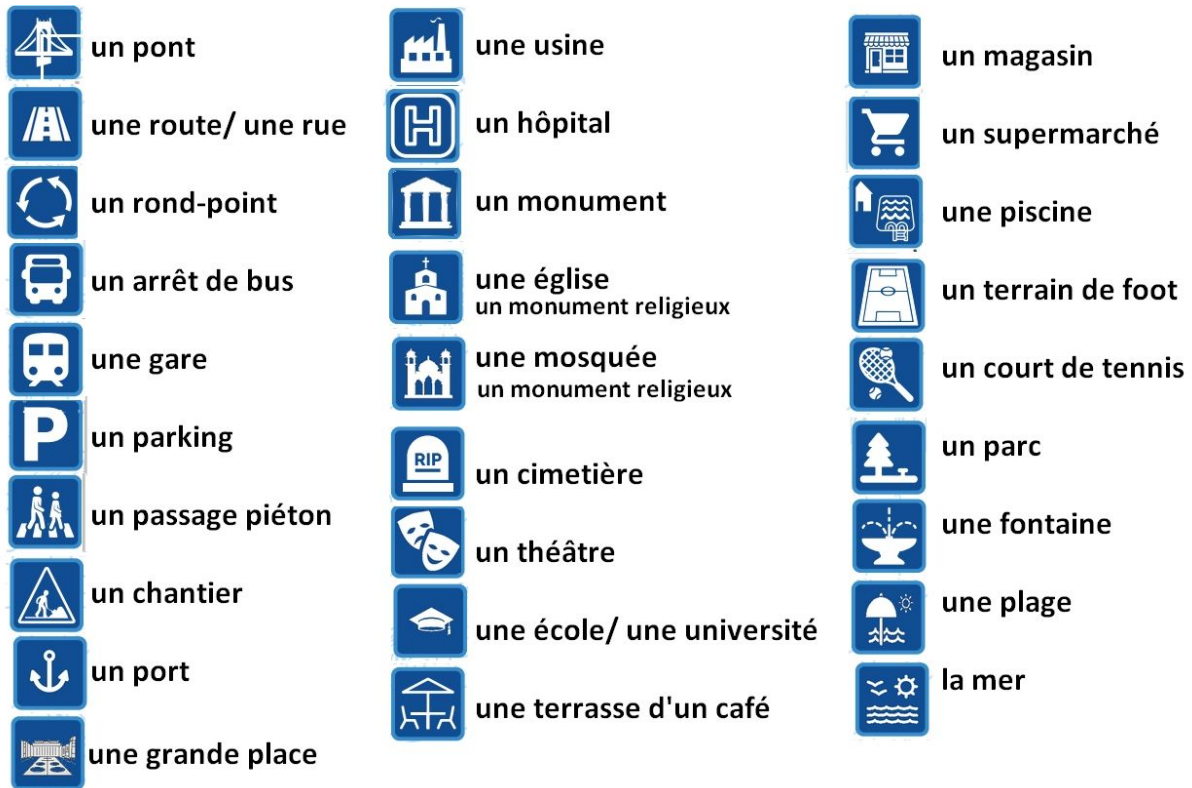 un pont
une route/ une rue
un rond-point
un arrêt de bus
une gare
P
un parking
un passage piéton
un chantier
un port
une grande place
une usine
H
un hôpital
un monument
une église
un monument religieux
une mosquée
un monument religieux
RIP
un cimetière
un théâtre
une école/ une université
une terrasse d'un café
un magasin
un supermarché
une piscine
un terrain de foot
un court de tennis
un parc
une fontaine
une plage
la mer